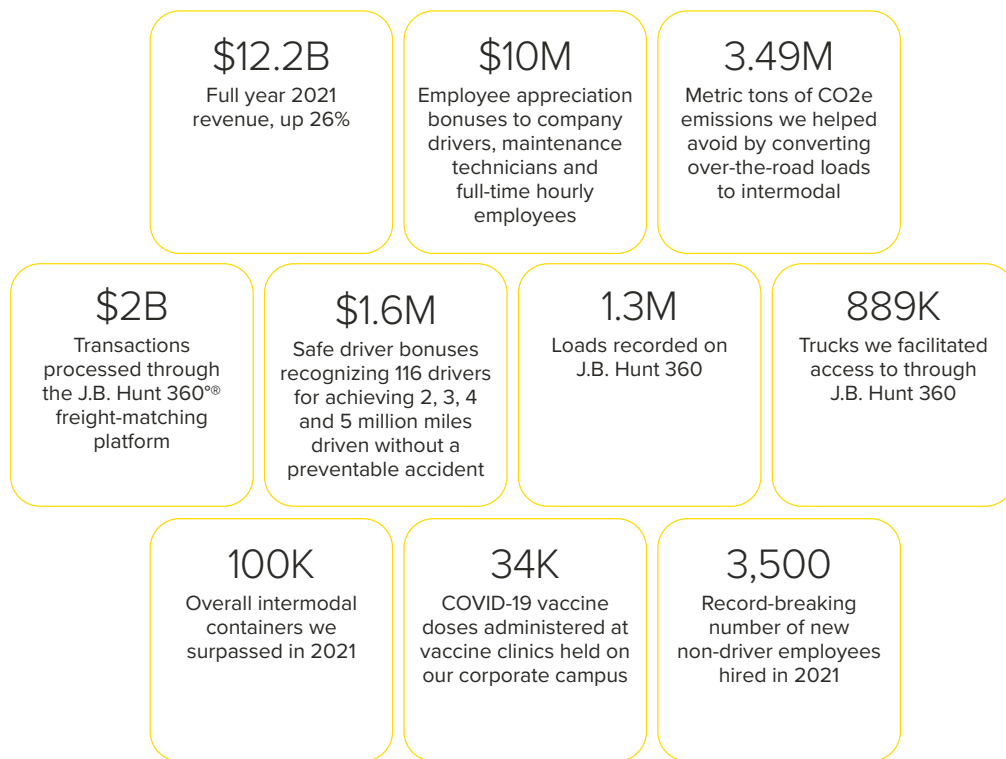 $12.2B
Full year 2021
revenue, up 26%
$10M
Employee appreciation
bonuses to company
drivers, maintenance
technicians and
full-time hourly
employees
3.49M
Metric tons of CO2e
emissions we helped
avoid by converting
over-the-road loads
to intermodal
$2B
Transactions
processed through
the J.B. Hunt 360°®
freight-matching
platform
$1.6M
Safe driver bonuses
recognizing 116 drivers
for achieving 2, 3, 4
and 5 million miles
driven without a
preventable accident
1.3M
Loads recorded on
J.B. Hunt 360
889K
Trucks we facilitated
access to through
J.B. Hunt 360
100K
Overall intermodal
containers we
surpassed in 2021
34K
COVID-19 vaccine
doses administered at
vaccine clinics held on
our corporate campus
3,500
Record-breaking
number of new
non-driver employees
hired in 2021